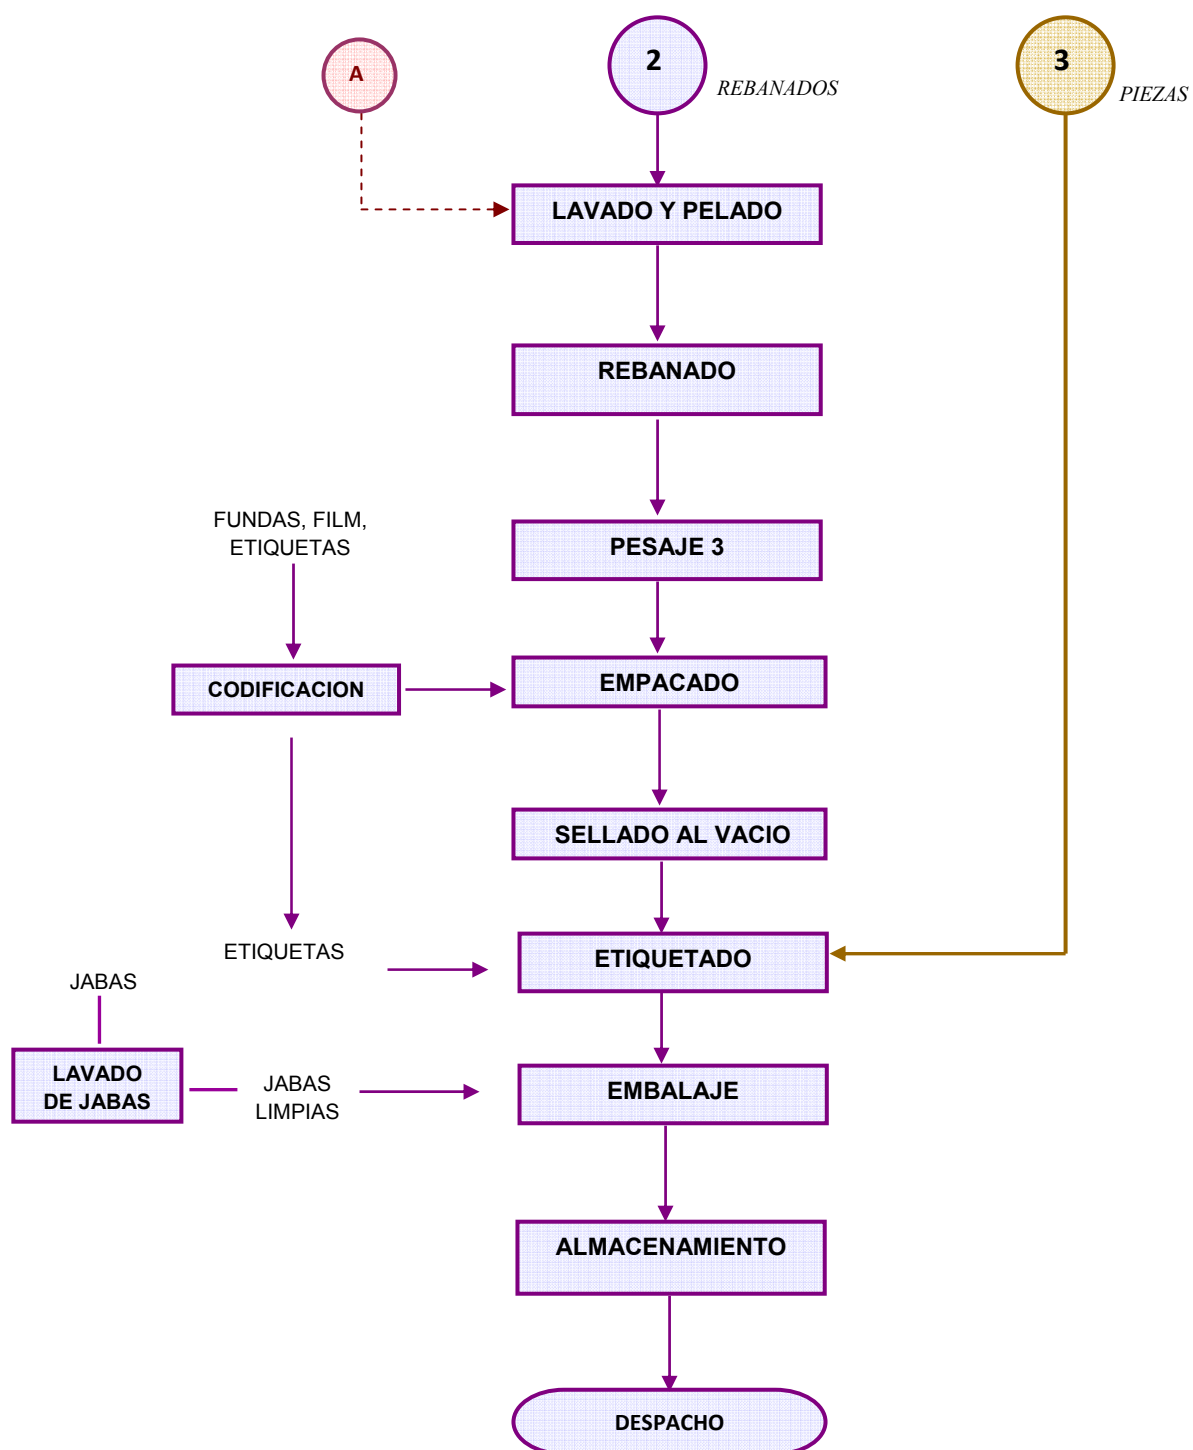 A
2
REBANADOS
3
PIEZAS
LAVADO Y PELADO
REBANADO
FUNDAS, FILM,
ETIQUETAS
PESAJE 3
CODIFICACION
EMPACADO
SELLADO AL VACIO
ETIQUETAS
ETIQUETADO
JABAS
LAVADO
DE JABAS
JABAS
LIMPIAS
EMBALAJE
ALMACENAMIENTO
DESPACHO